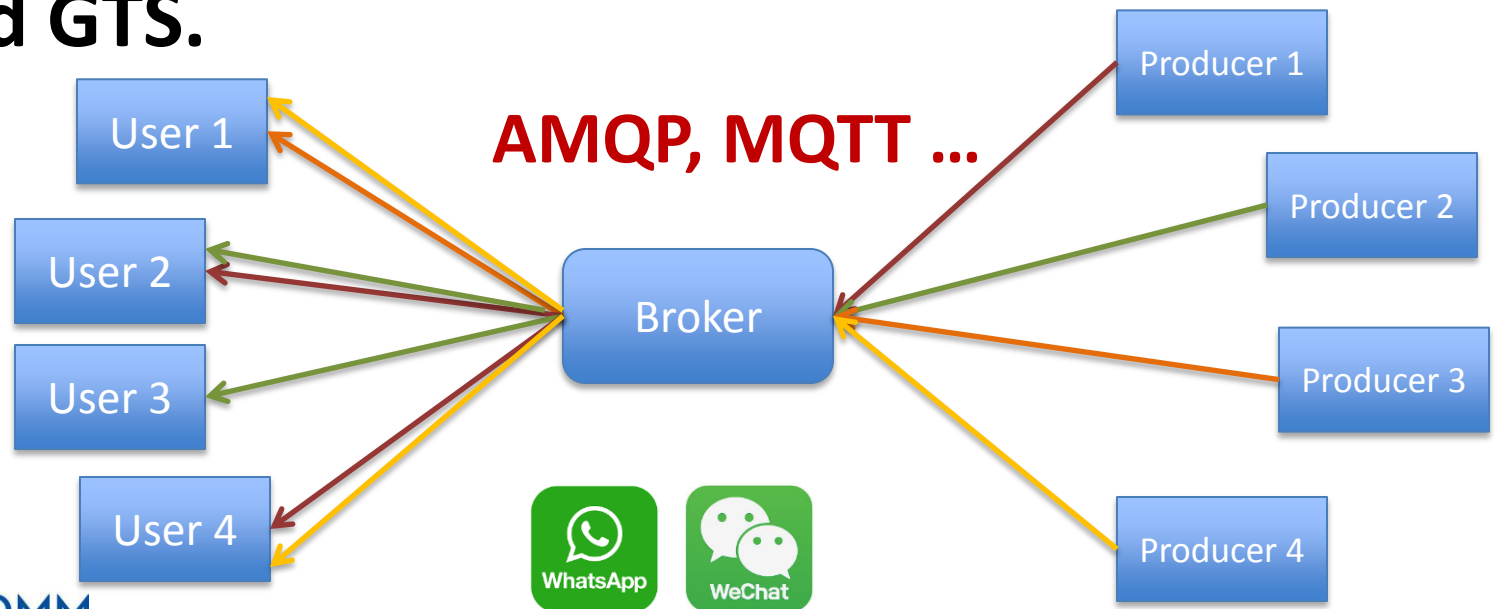 d GTS.
User 1
User 2
User 3
User 4
AMQP, MQTT ...
Broker
WhatsApp
WeChat
Producer 1
Producer 2
Producer 3
Producer 4